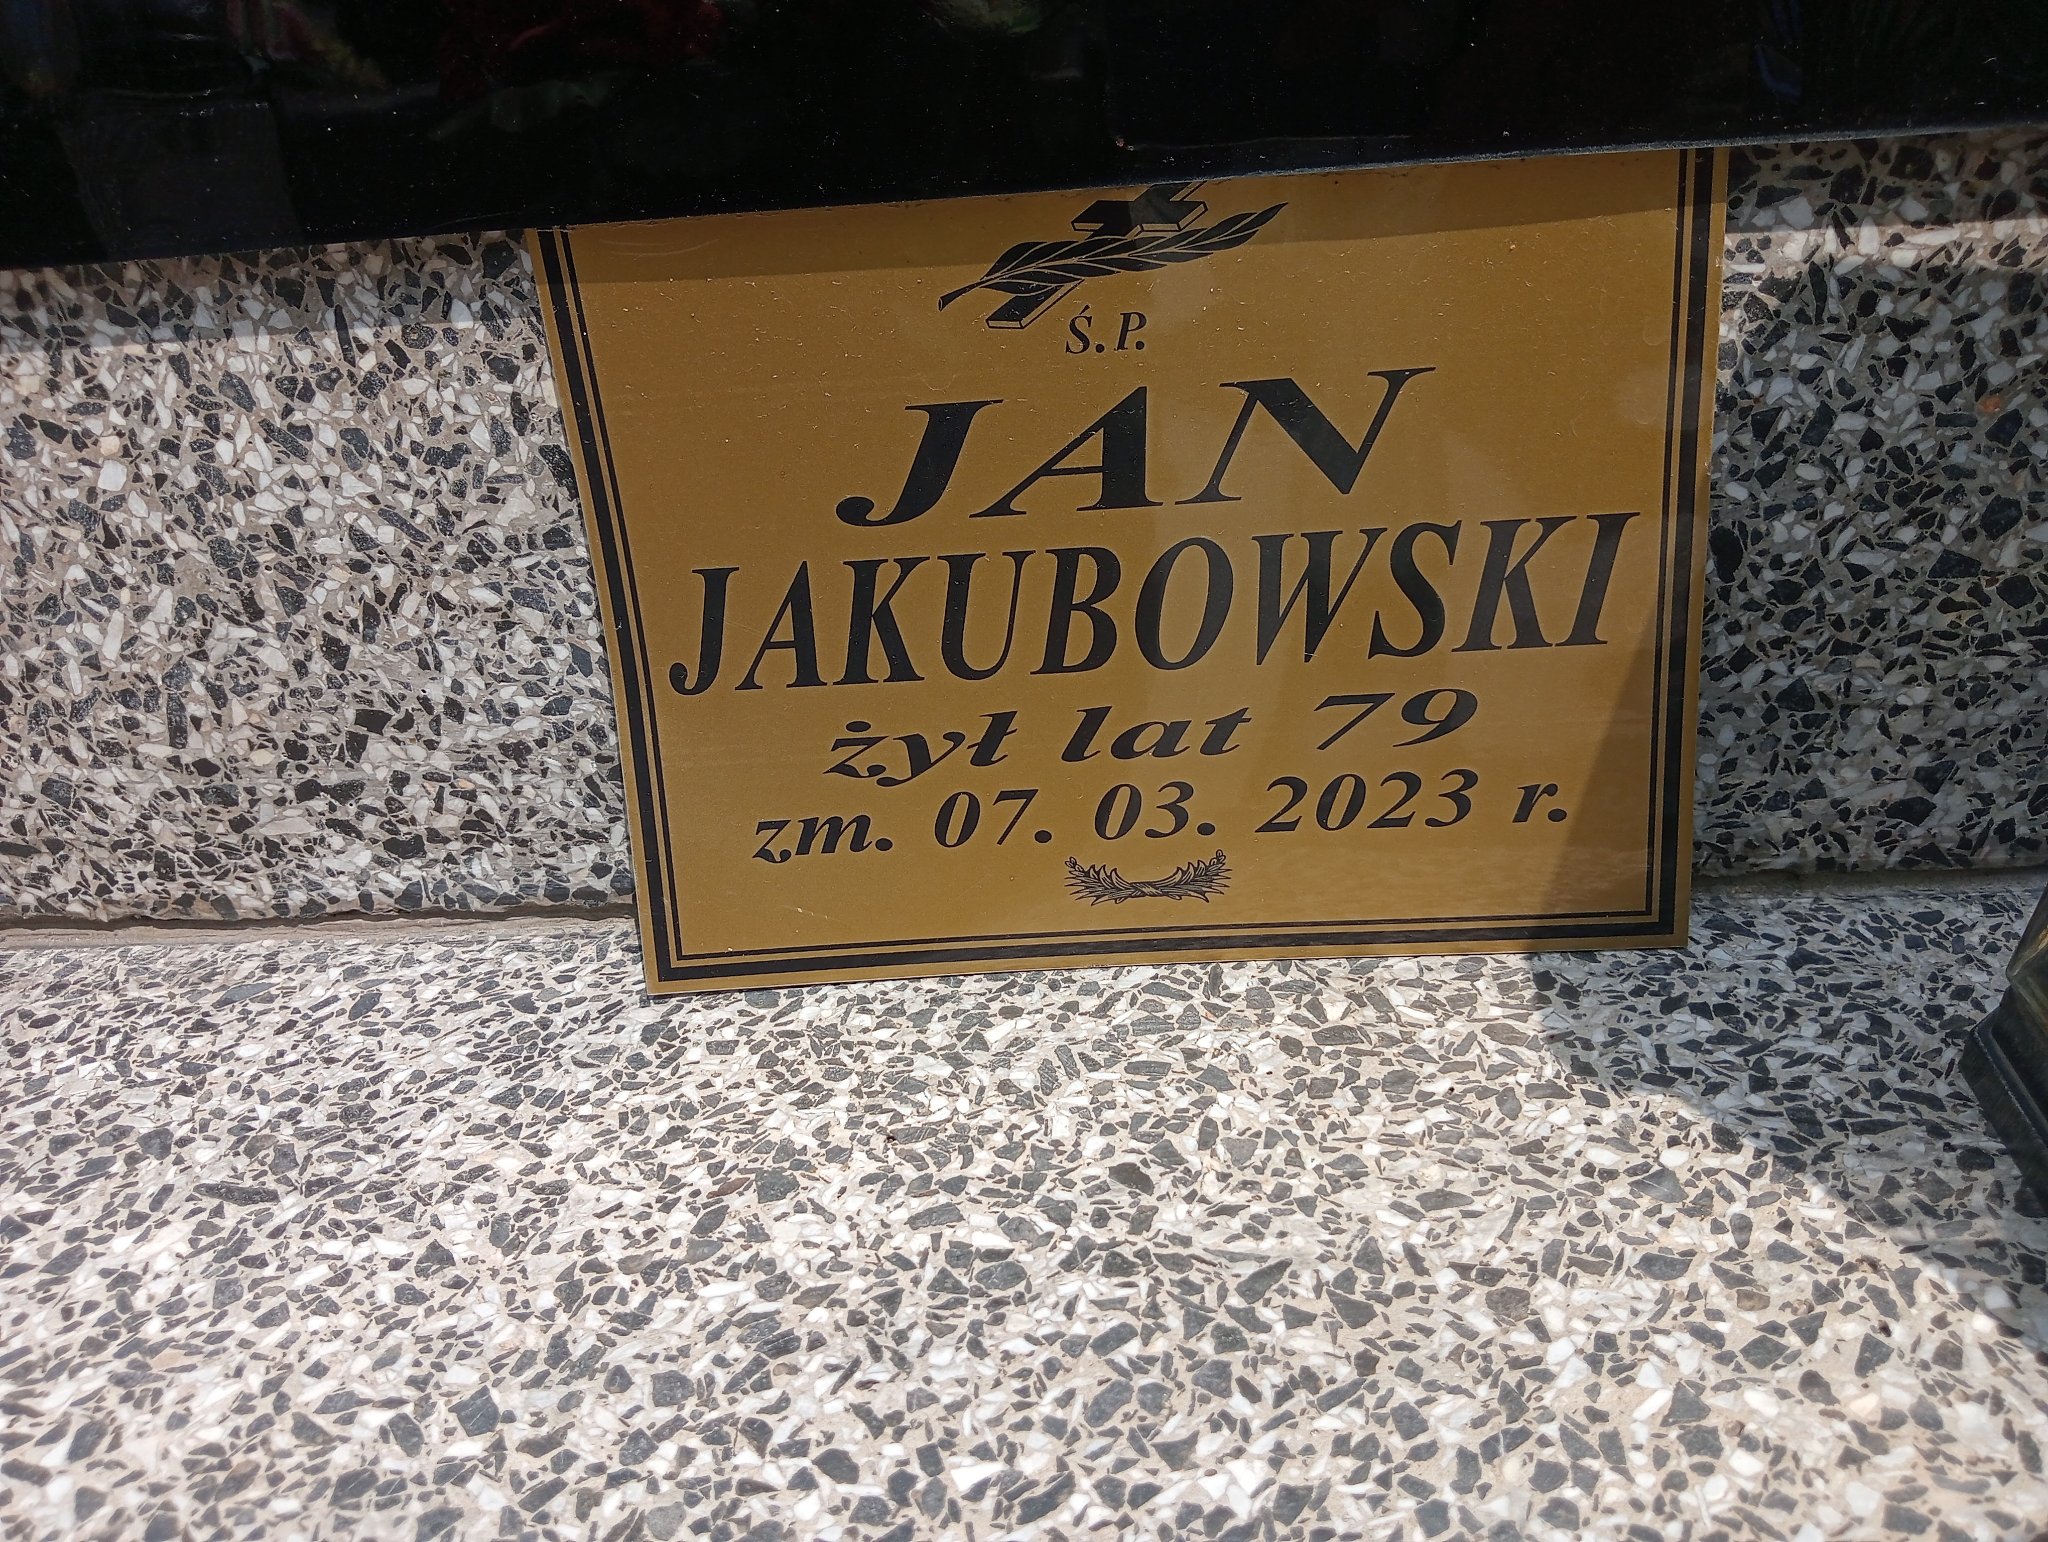 Ś.P.
JAN
JAKUBOWSKI
żył lat 79
zm. 07. 03. 2023 r.